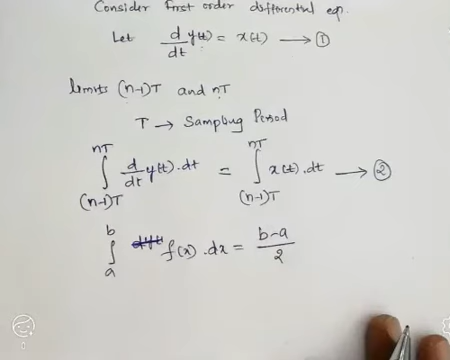 Consider First order differential eqn.
Let d/dt y(t) = x(t) → ①
limits (n-1)T and nT
T → Sampling Period
∫_{(n-1)T}^{nT} d/dt y(t).dt = ∫_{(n-1)T}^{nT} x(t).dt → ②
∫_a^b f(x).dx = b-a/2